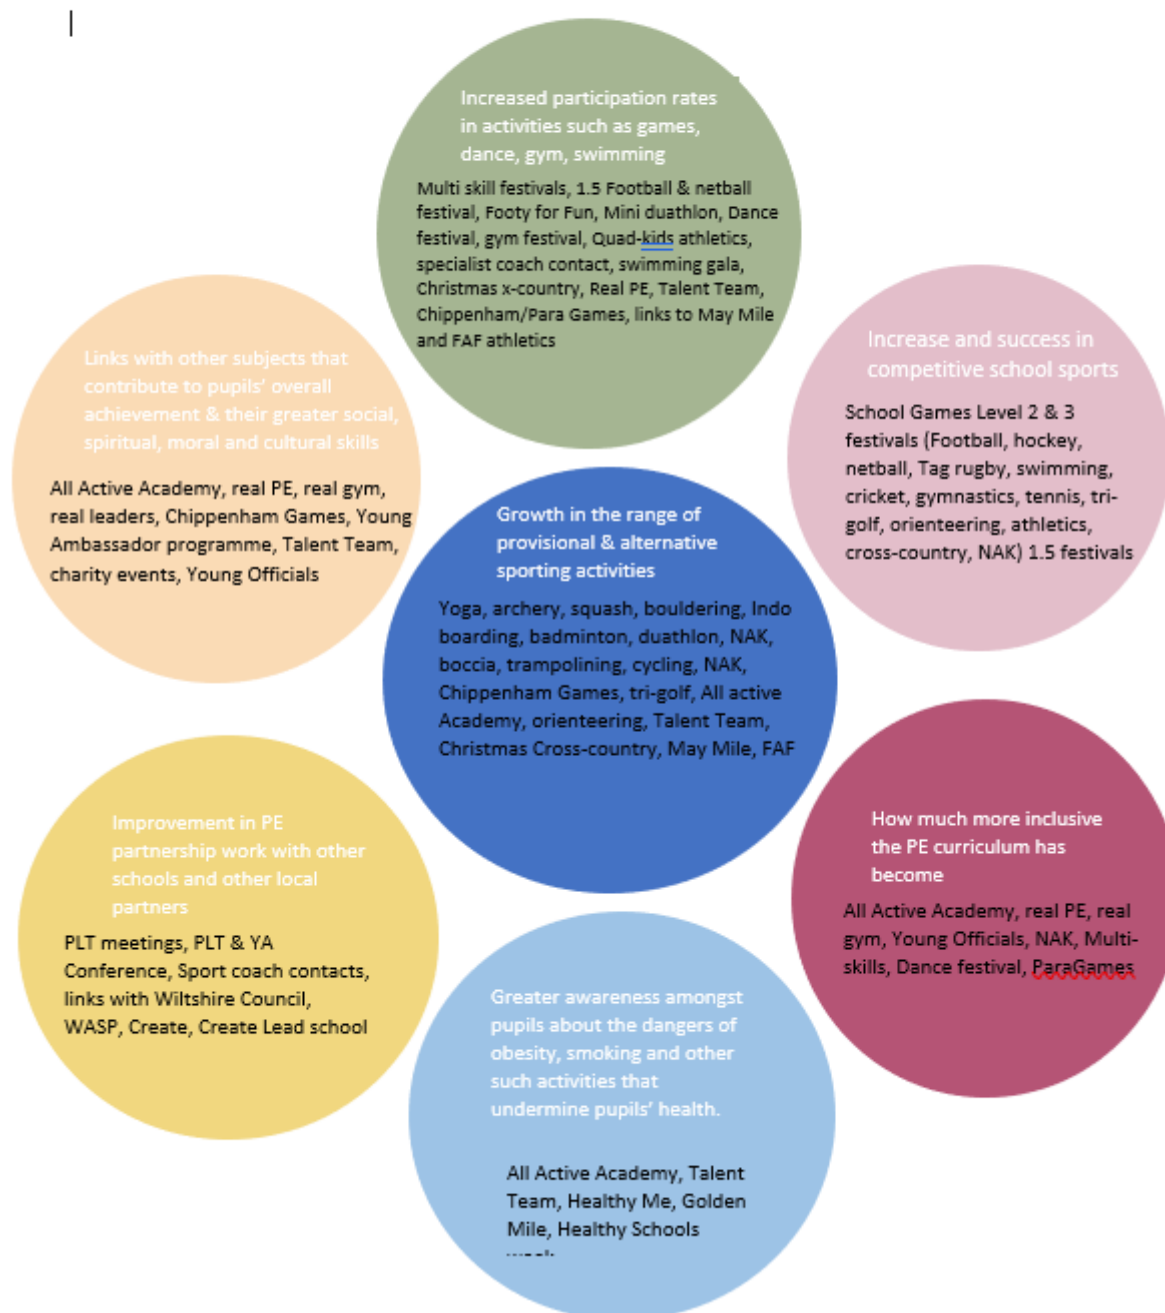 Increased participation rates
in activities such as games,
dance, gym, swimming
Multi skill festivals, 1.5 Football & netball
festival, Footy for Fun, Mini duathlon, Dance
festival, gym festival, Quad-kids athletics,
specialist coach contact, swimming gala,
Christmas x-country, Real PE, Talent Team,
Chippenham/Para Games, links to May Mile
and FAF athletics
Links with other subjects that
contribute to pupils' overall
achievement & their greater social,
spiritual, moral and cultural skills
All Active Academy, real PE, real gym,
real leaders, Chippenham Games, Young
Ambassador programme, Talent Team,
charity events, Young Officials
Increase and success in
competitive school sports
School Games Level 2 & 3
festivals (Football, hockey,
netball, Tag rugby, swimming,
cricket, gymnastics, tennis, tri-
golf, orienteering, athletics,
cross-country, NAK) 1.5 festivals
Growth in the range of
provisional & alternative
sporting activities
Yoga, archery, squash, bouldering, Indo
boarding, badminton, duathlon, NAK,
boccia, trampolining, cycling, NAK,
Chippenham Games, tri-golf, All active
Academy, orienteering, Talent Team,
Christmas Cross-country, May Mile, FAF
Improvement in PE
partnership work with other
schools and other local
partners
PLT meetings, PLT & YA
Conference, Sport coach contacts,
links with Wiltshire Council,
WASP, Create, Create Lead school
How much more inclusive
the PE curriculum has
become
All Active Academy, real PE, real
gym, Young Officials, NAK, Multi-
skills, Dance festival, ParaGames
Greater awareness amongst
pupils about the dangers of
obesity, smoking and other
such activities that
undermine pupils' health.
All Active Academy, Talent
Team, Healthy Me, Golden
Mile, Healthy Schools